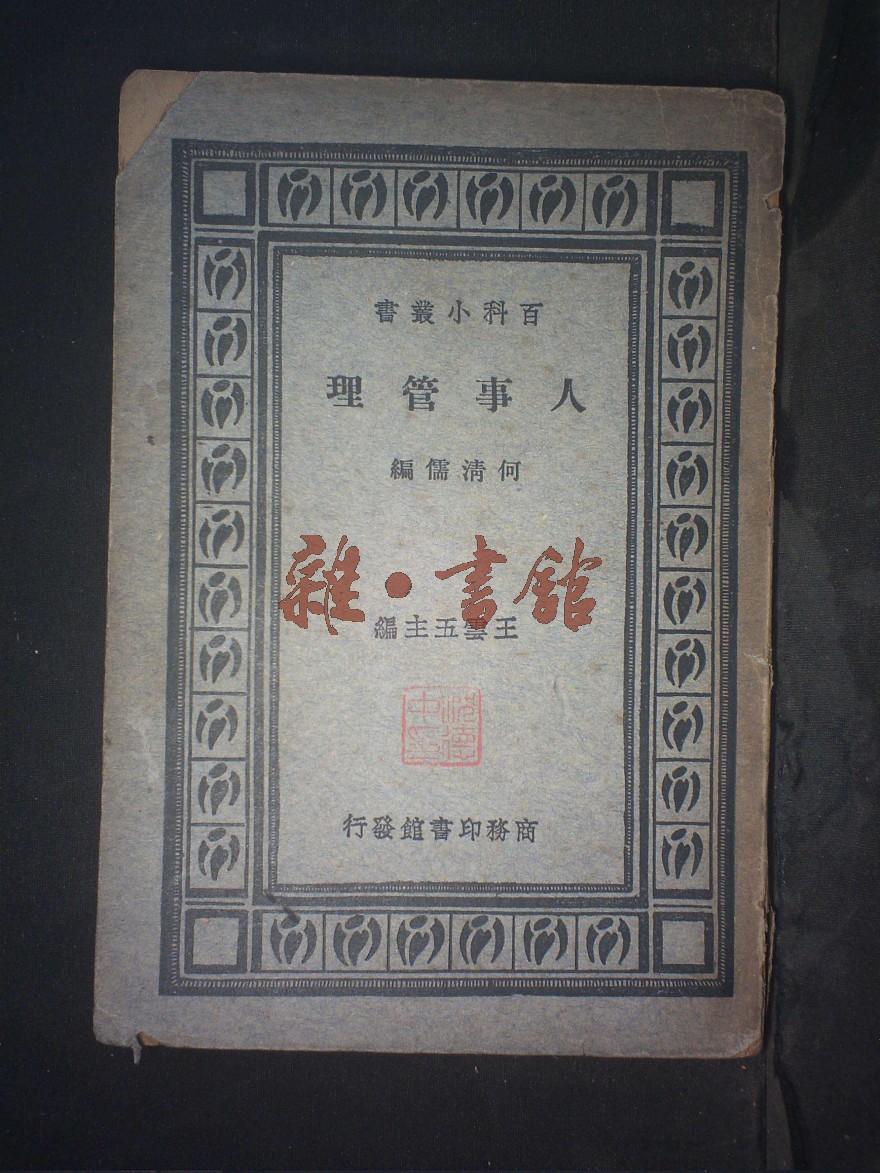 百科小叢書
人事管理
何清儒編
雜·書館
王雲五主編
商務印書館發行